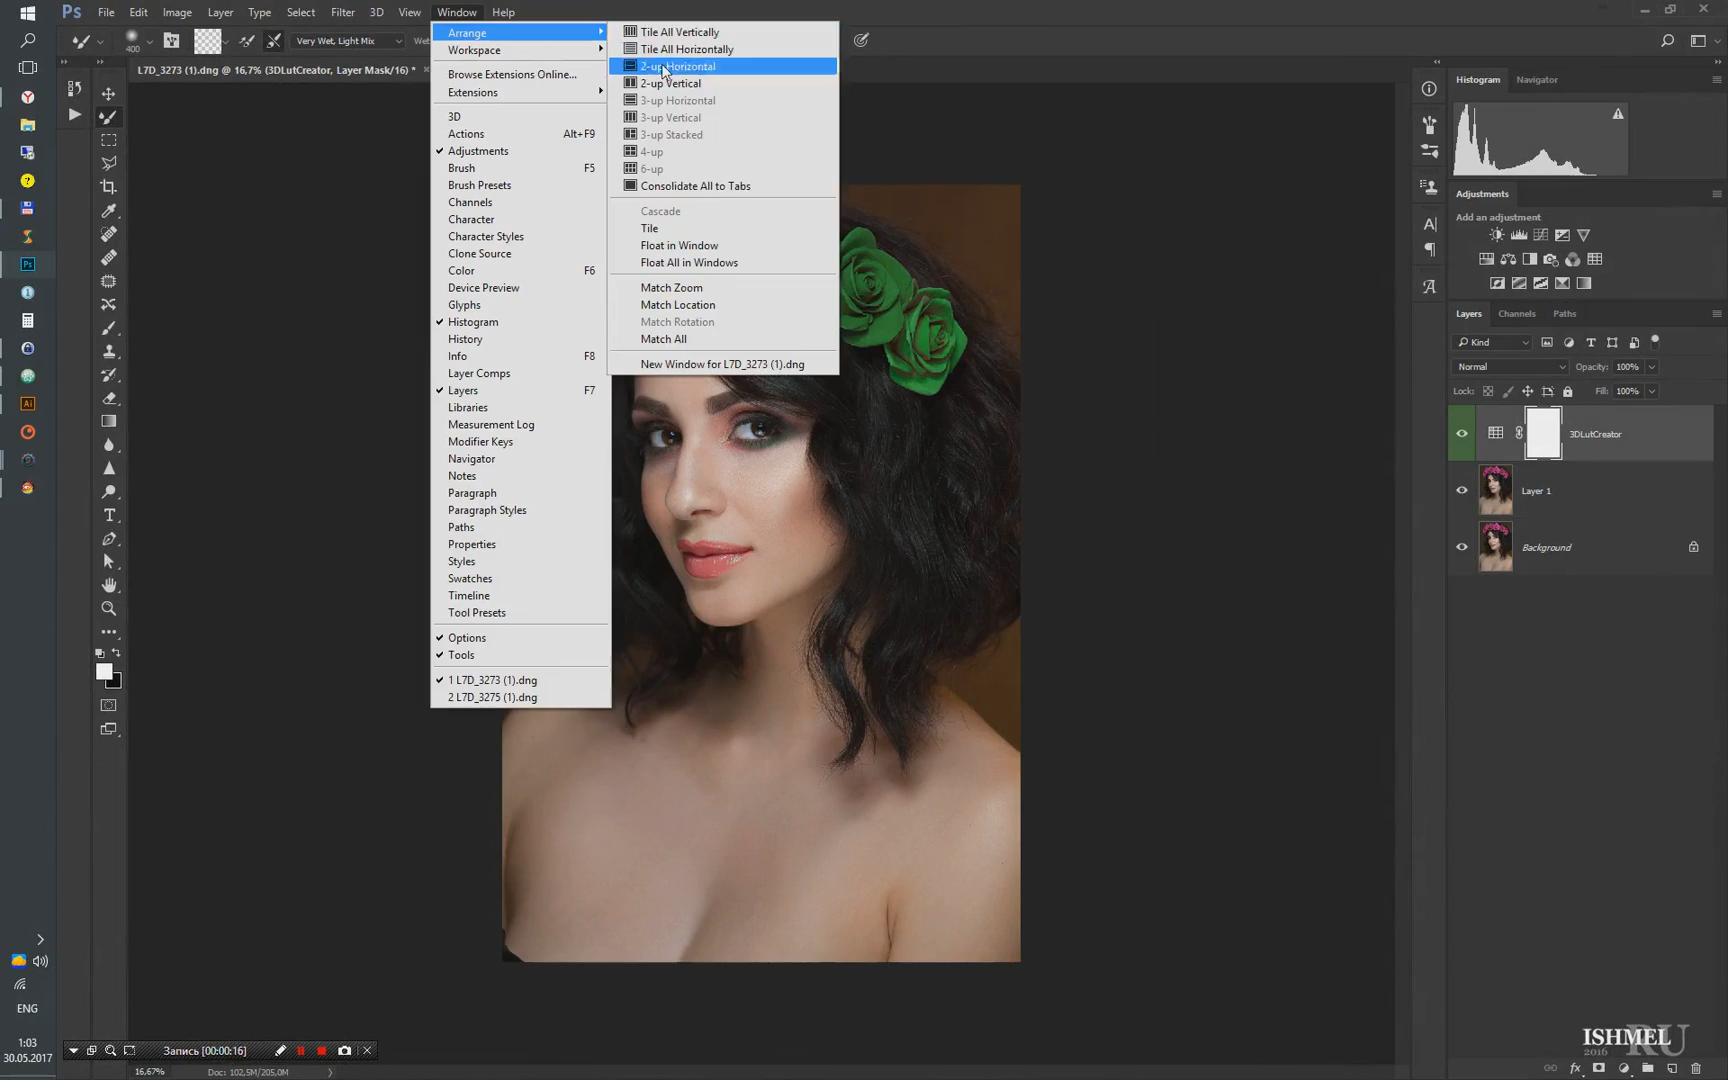 Ps File Edit Image Layer Type Select Filter 3D View Window Help
400 Very Wet, Light Mix Wet
L7D_3273 (1).dng @ 16,7% (3DLutCreator, Layer Mask/16) *
Arrange
Workspace
Browse Extensions Online...
Extensions
3D
Actions Alt+F9
Adjustments
Brush F5
Brush Presets
Channels
Character
Character Styles
Clone Source
Color F6
Device Preview
Glyphs
Histogram
History
Info F8
Layer Comps
Layers F7
Libraries
Measurement Log
Modifier Keys
Navigator
Notes
Paragraph
Paragraph Styles
Paths
Properties
Styles
Swatches
Timeline
Tool Presets
Options
Tools
1 L7D_3273 (1).dng
2 L7D_3275 (1).dng
Tile All Vertically
Tile All Horizontally
2-up Horizontal
2-up Vertical
3-up Horizontal
3-up Vertical
3-up Stacked
4-up
6-up
Consolidate All to Tabs
Cascade
Tile
Float in Window
Float All in Windows
Match Zoom
Match Location
Match Rotation
Match All
New Window for L7D_3273 (1).dng
Histogram Navigator
Adjustments
Add an adjustment
Layers Channels Paths
Kind
Normal Opacity: 100%
Lock: Fill: 100%
3DLutCreator
Layer 1
Background
ENG
1:03
30.05.2017
Запись [00:00:16]
16,67% Doc: 102,5M/205,0M
ISHMEL
2016 RU